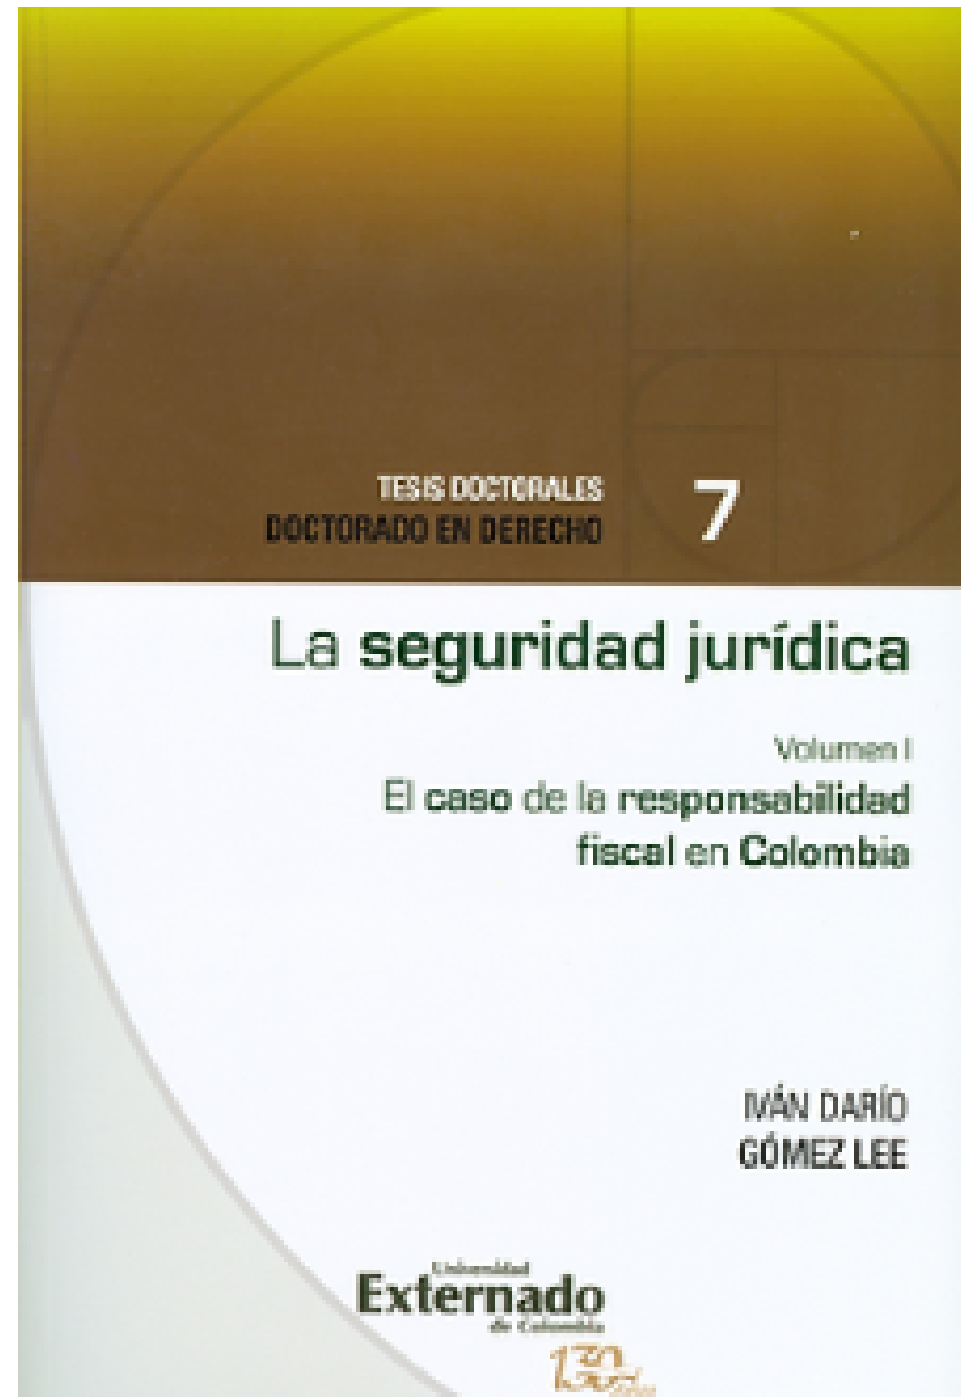 TESIS DOCTORALES
DOCTORADO EN DERECHO
7
La seguridad jurídica
Volumen I
El caso de la responsabilidad
fiscal en Colombia
IVÁN DARÍO
GÓMEZ LEE
Universidad
Externado
de Colombia
130